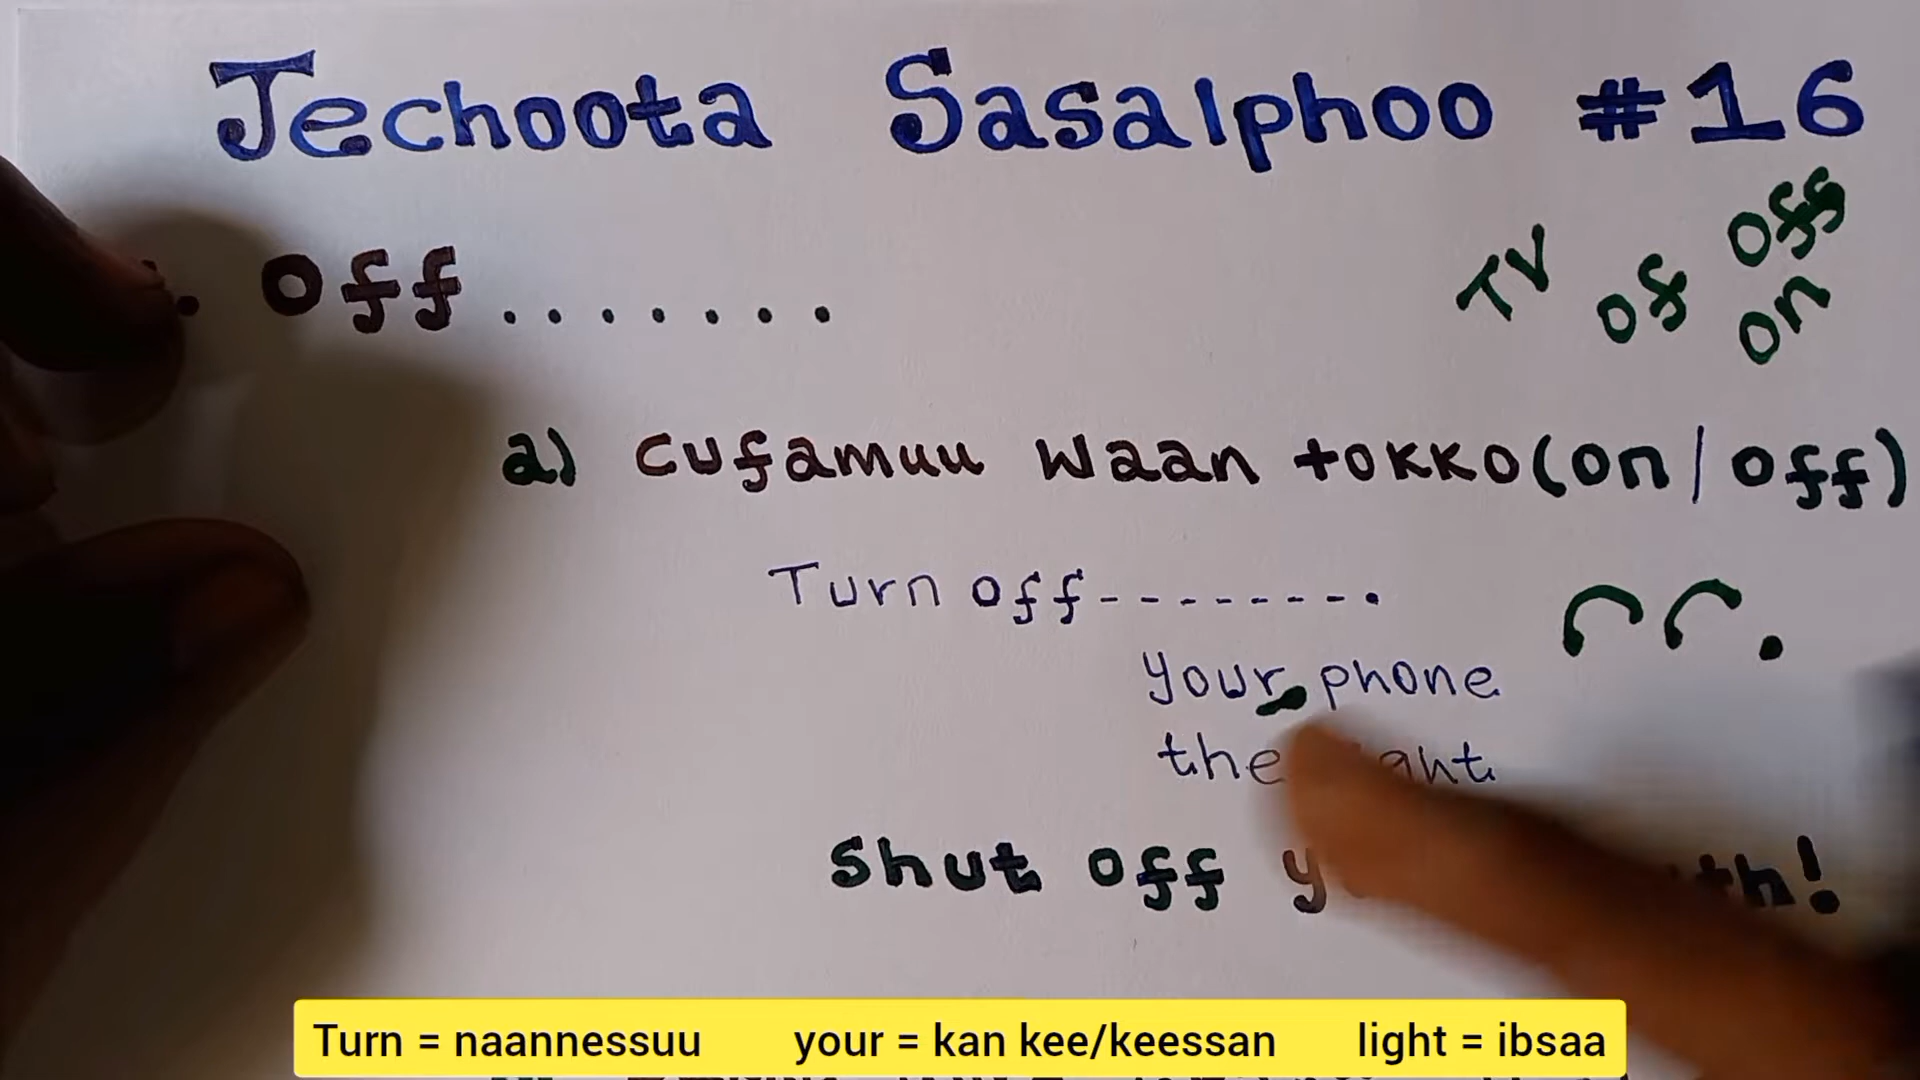 Jechoota Sasalphoo #16
. Off ........
TV of Off
on
a) Cufamuu Waan tokko (on / off)
Turn off --------.
your phone
the
Shut off
Turn = naannessuu your = kan kee/keessan light = ibsaa